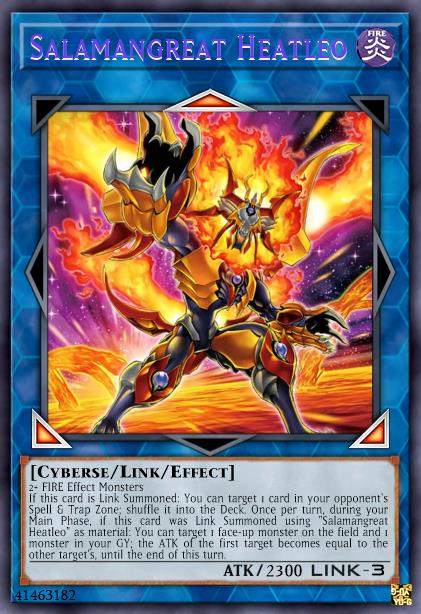 Salamangreat Heatleo
FIRE
炎
[Cyberse/Link/Effect]
2+ FIRE Effect Monsters
If this card is Link Summoned: You can target 1 card in your opponent's
Spell & Trap Zone; shuffle it into the Deck. Once per turn, during your
Main Phase, if this card was Link Summoned using "Salamangreat
Heatleo" as material: You can target 1 face-up monster on the field and 1
monster in your GY; the ATK of the first target becomes equal to the
other target's, until the end of this turn.
ATK/2300 LINK-3
41463182